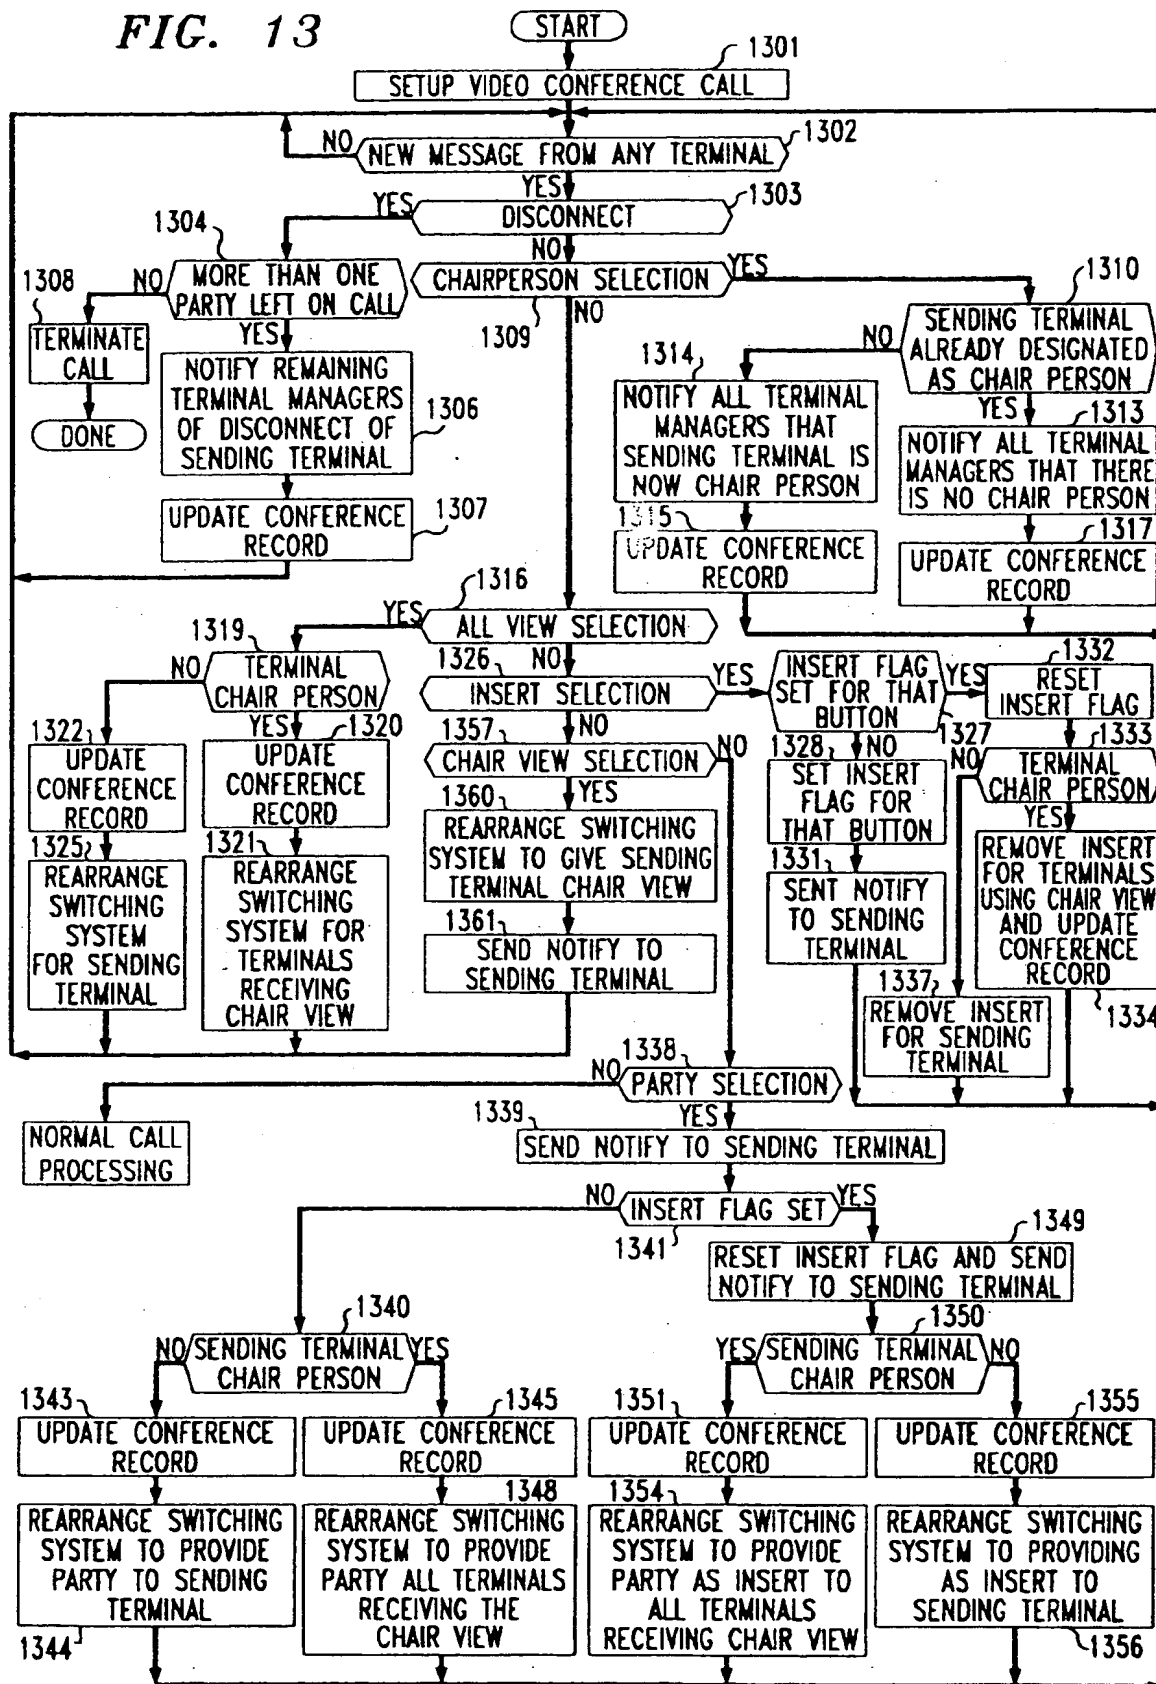 FIG. 13
START
1301
SETUP VIDEO CONFERENCE CALL
1302
NO
NEW MESSAGE FROM ANY TERMINAL
YES
1303
YES
DISCONNECT
NO
1304
MORE THAN ONE
PARTY LEFT ON CALL
NO
YES
1308
TERMINATE
CALL
DONE
NOTIFY REMAINING
TERMINAL MANAGERS
OF DISCONNECT OF
SENDING TERMINAL
1306
UPDATE CONFERENCE
RECORD
1307
CHAIRPERSON SELECTION
YES
1309
NO
1310
SENDING TERMINAL
ALREADY DESIGNATED
AS CHAIR PERSON
NO
YES
1314
NOTIFY ALL TERMINAL
MANAGERS THAT
SENDING TERMINAL IS
NOW CHAIR PERSON
1315
UPDATE CONFERENCE
RECORD
1313
NOTIFY ALL TERMINAL
MANAGERS THAT THERE
IS NO CHAIR PERSON
1317
UPDATE CONFERENCE
RECORD
1316
YES
ALL VIEW SELECTION
NO
1319
NO
TERMINAL
CHAIR PERSON
YES
1322
UPDATE
CONFERENCE
RECORD
1325
REARRANGE
SWITCHING
SYSTEM
FOR SENDING
TERMINAL
1320
UPDATE
CONFERENCE
RECORD
1321
REARRANGE
SWITCHING
SYSTEM FOR
TERMINALS
RECEIVING
CHAIR VIEW
1326
INSERT SELECTION
YES
NO
1357
CHAIR VIEW SELECTION
NO
YES
1360
REARRANGE SWITCHING
SYSTEM TO GIVE SENDING
TERMINAL CHAIR VIEW
1361
SEND NOTIFY TO
SENDING TERMINAL
INSERT FLAG
SET FOR THAT
BUTTON
1327
YES
NO
1328
SET INSERT
FLAG FOR
THAT BUTTON
1331
SENT NOTIFY
TO SENDING
TERMINAL
1332
RESET
INSERT FLAG
1333
NO
TERMINAL
CHAIR PERSON
YES
REMOVE INSERT
FOR TERMINALS
USING CHAIR VIEW
AND UPDATE
CONFERENCE
RECORD
1334
1337
REMOVE INSERT
FOR SENDING
TERMINAL
1338
NO
PARTY SELECTION
YES
NORMAL CALL
PROCESSING
1339
SEND NOTIFY TO SENDING TERMINAL
NO
INSERT FLAG SET
YES
1341
1349
RESET INSERT FLAG AND SEND
NOTIFY TO SENDING TERMINAL
1340
NO
SENDING TERMINAL
CHAIR PERSON
YES
1350
YES
SENDING TERMINAL
CHAIR PERSON
NO
1343
UPDATE CONFERENCE
RECORD
1345
UPDATE CONFERENCE
RECORD
1351
UPDATE CONFERENCE
RECORD
1355
UPDATE CONFERENCE
RECORD
REARRANGE SWITCHING
SYSTEM TO PROVIDE
PARTY TO SENDING
TERMINAL
1344
1348
REARRANGE SWITCHING
SYSTEM TO PROVIDE
PARTY ALL TERMINALS
RECEIVING THE
CHAIR VIEW
1354
REARRANGE SWITCHING
SYSTEM TO PROVIDE
PARTY AS INSERT TO
ALL TERMINALS
RECEIVING CHAIR VIEW
REARRANGE SWITCHING
SYSTEM TO PROVIDING
AS INSERT TO
SENDING TERMINAL
1356